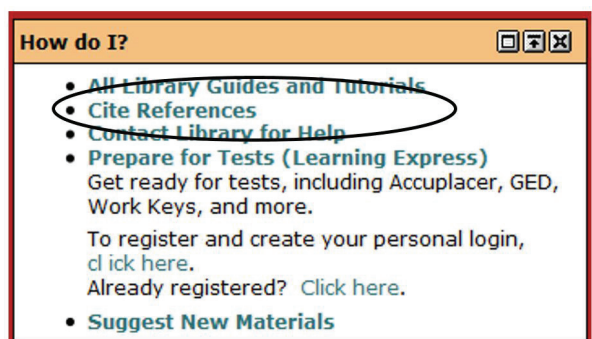 How do I?
• All Library Guides and Tutorials
• Cite References
• Contact Library for Help
• Prepare for Tests (Learning Express)
Get ready for tests, including Accuplacer, GED,
Work Keys, and more.
To register and create your personal login,
cl ick here.
Already registered? Click here.
• Suggest New Materials